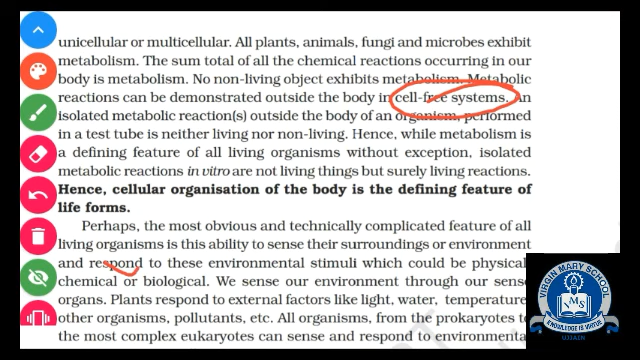 unicellular or multicellular. All plants, animals, fungi and microbes exhibit
metabolism. The sum total of all the chemical reactions occurring in our
body is metabolism. No non-living object exhibits metabolism. Metabolic
reactions can be demonstrated outside the body in cell-free systems. An
isolated metabolic reaction(s) outside the body of an organism, performed
in a test tube is neither living nor non-living. Hence, while metabolism is
a defining feature of all living organisms without exception, isolated
metabolic reactions in vitro are not living things but surely living reactions.
Hence, cellular organisation of the body is the defining feature of
life forms.
Perhaps, the most obvious and technically complicated feature of all
living organisms is this ability to sense their surroundings or environment
and respond to these environmental stimuli which could be physical,
chemical or biological. We sense our environment through our sense
organs. Plants respond to external factors like light, water, temperature,
other organisms, pollutants, etc. All organisms, from the prokaryotes to
the most complex eukaryotes can sense and respond to environmental
VIRGIN MARY SCHOOL
MS
KNOWLEDGE IS VIRTUE
UJJAIN